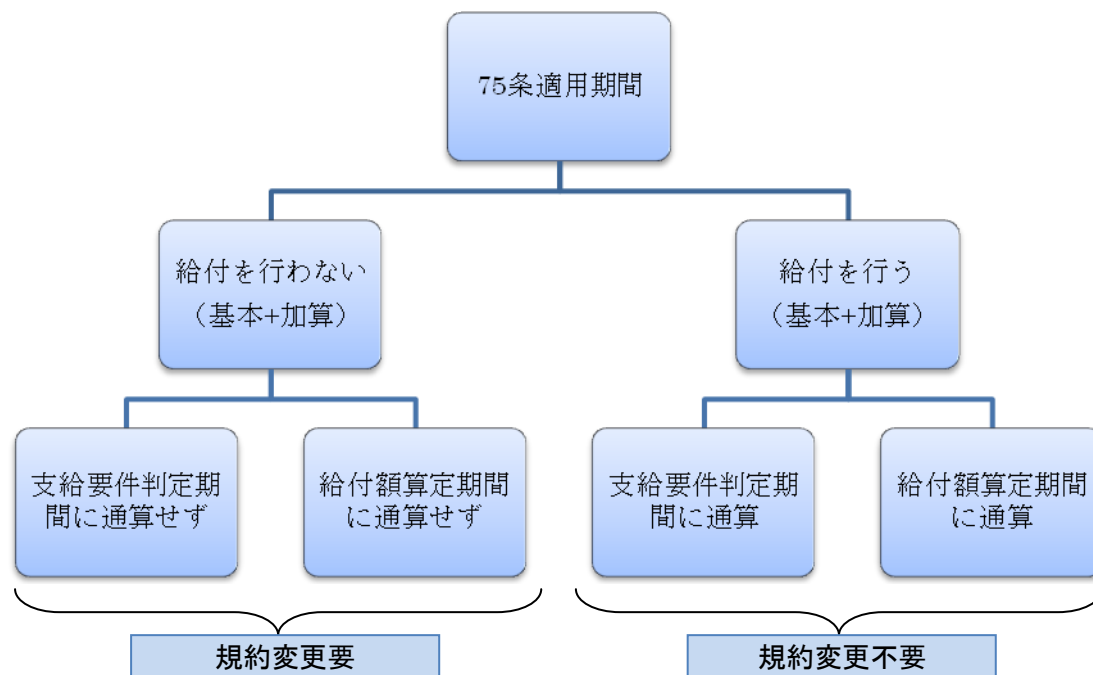 75条適用期間
給付を行わない
（基本+加算）
給付を行う
（基本+加算）
支給要件判定期
間に通算せず
給付額算定期間
に通算せず
支給要件判定期
間に通算
給付額算定期間
に通算
規約変更要
規約変更不要